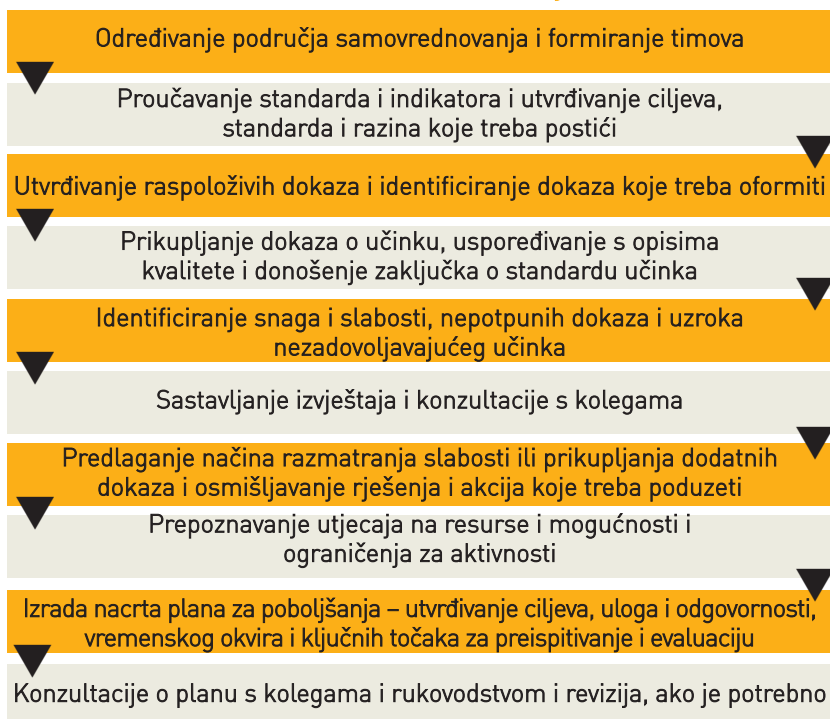 Određivanje područja samovrednovanja i formiranje timova
Proučavanje standarda i indikatora i utvrđivanje ciljeva,
standarda i razina koje treba postići
Utvrđivanje raspoloživih dokaza i identificiranje dokaza koje treba oformiti
Prikupljanje dokaza o učinku, uspoređivanje s opisima
kvalitete i donošenje zaključka o standardu učinka
Identificiranje snaga i slabosti, nepotpunih dokaza i uzroka
nezadovoljavajućeg učinka
Sastavljanje izvještaja i konzultacije s kolegama
Predlaganje načina razmatranja slabosti ili prikupljanja dodatnih
dokaza i osmišljavanje rješenja i akcija koje treba poduzeti
Prepoznavanje utjecaja na resurse i mogućnosti i
ograničenja za aktivnosti
Izrada nacrta plana za poboljšanja – utvrđivanje ciljeva, uloga i odgovornosti,
vremenskog okvira i ključnih točaka za preispitivanje i evaluaciju
Konzultacije o planu s kolegama i rukovodstvom i revizija, ako je potrebno